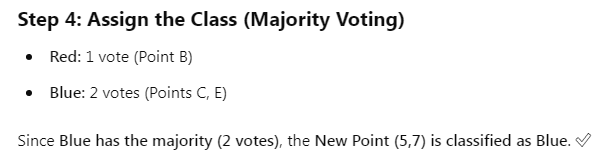 Step 4: Assign the Class (Majority Voting)
• Red: 1 vote (Point B)
• Blue: 2 votes (Points C, E)
Since Blue has the majority (2 votes), the New Point (5,7) is classified as Blue. ✅